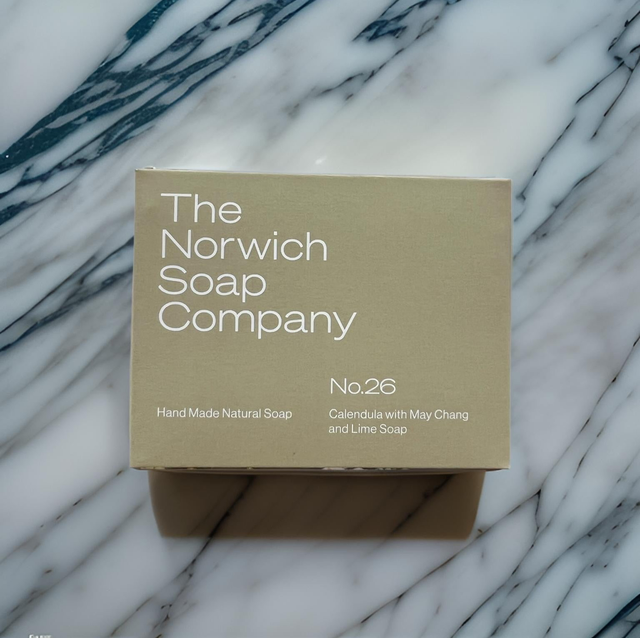 The
Norwich
Soap
Company
No.26
Hand Made Natural Soap
Calendula with May Chang
and Lime Soap